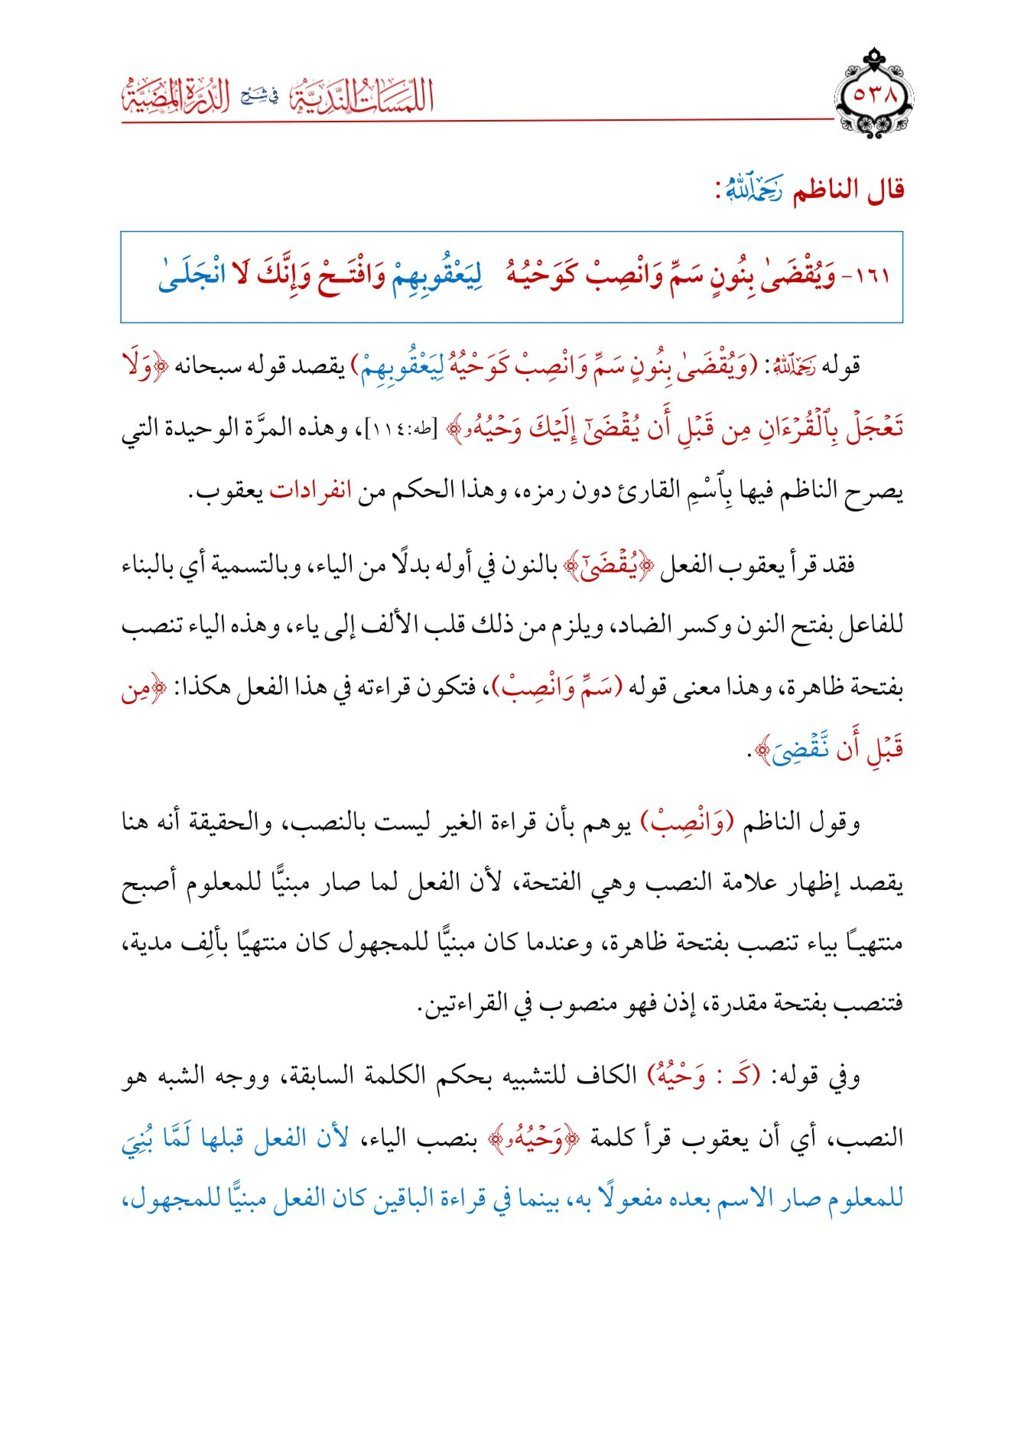 اللمسات الندية في شرح الدرة المضية
٥٣٨
قال الناظم رَحِمَهُ ٱللَّهُ:
١٦١- وَيُقْضَىٰ بِنُونٍ سَمِّ وَانْصِبْ كَوَحْيُهُ لِيَعْقُوبِهِمْ وَافْتَـحْ وَإِنَّكَ لَا انْجَلَـىٰ
قوله رَحِمَهُ ٱللَّهُ: (وَيُقْضَىٰ بِنُونٍ سَمِّ وَانْصِبْ كَوَحْيُهُ لِيَعْقُوبِهِمْ) يقصد قوله سبحانه ﴿وَلَا
تَعْجَلْ بِٱلْقُرْءَانِ مِن قَبْلِ أَن يُقْضَىٰٓ إِلَيْكَ وَحْيُهُۥ﴾ [طه:١١٤]، وهذه المرَّة الوحيدة التي
يصرح الناظم فيها بِٱسْمِ القارئ دون رمزه، وهذا الحكم من انفرادات يعقوب.
فقد قرأ يعقوب الفعل ﴿يُقْضَىٰٓ﴾ بالنون في أوله بدلًا من الياء، وبالتسمية أي بالبناء
للفاعل بفتح النون وكسر الضاد، ويلزم من ذلك قلب الألف إلى ياء، وهذه الياء تنصب
بفتحة ظاهرة، وهذا معنى قوله (سَمِّ وَانْصِبْ)، فتكون قراءته في هذا الفعل هكذا: ﴿مِن
قَبْلِ أَن نَّقْضِىَ﴾.
وقول الناظم (وَانْصِبْ) يوهم بأن قراءة الغير ليست بالنصب، والحقيقة أنه هنا
يقصد إظهار علامة النصب وهي الفتحة، لأن الفعل لما صار مبنيًّا للمعلوم أصبح
منتهيًا بياء تنصب بفتحة ظاهرة، وعندما كان مبنيًّا للمجهول كان منتهيًا بألِف مدية،
فتنصب بفتحة مقدرة، إذن فهو منصوب في القراءتين.
وفي قوله: (كَـ : وَحْيُهُ) الكاف للتشبيه بحكم الكلمة السابقة، ووجه الشبه هو
النصب، أي أن يعقوب قرأ كلمة ﴿وَحْيُهُۥ﴾ بنصب الياء، لأن الفعل قبلها لَمَّا بُنِيَ
للمعلوم صار الاسم بعده مفعولًا به، بينما في قراءة الباقين كان الفعل مبنيًّا للمجهول،